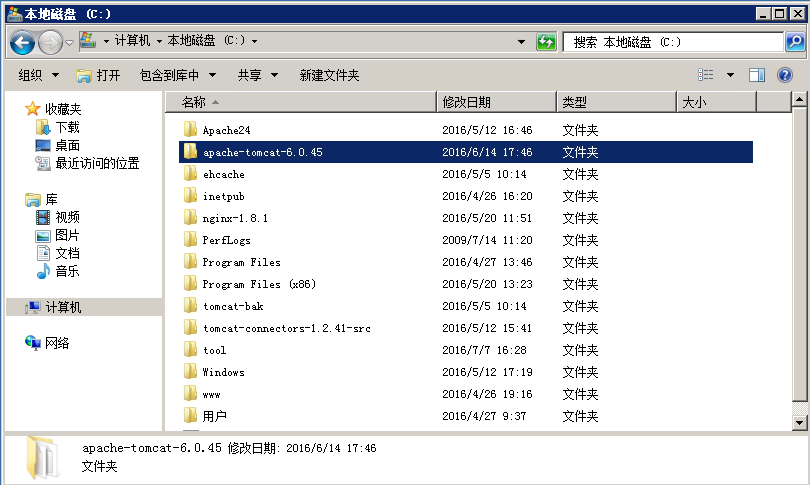 本地磁盘 (C:)
计算机 本地磁盘 (C:) 搜索 本地磁盘 (C:)
组织 打开 包含到库中 共享 新建文件夹
名称 修改日期 类型 大小
收藏夹
下载
桌面
最近访问的位置
库
视频
图片
文档
音乐
计算机
网络
Apache24 2016/5/12 16:46 文件夹
apache-tomcat-6.0.45 2016/6/14 17:46 文件夹
ehcache 2016/5/5 10:14 文件夹
inetpub 2016/4/26 16:20 文件夹
nginx-1.8.1 2016/5/20 11:51 文件夹
PerfLogs 2009/7/14 11:20 文件夹
Program Files 2016/4/27 13:46 文件夹
Program Files (x86) 2016/5/20 13:23 文件夹
tomcat-bak 2016/5/5 10:14 文件夹
tomcat-connectors-1.2.41-src 2016/5/12 15:41 文件夹
tool 2016/7/7 16:28 文件夹
Windows 2016/5/12 17:19 文件夹
www 2016/4/26 19:16 文件夹
用户 2016/4/27 9:37 文件夹
apache-tomcat-6.0.45 修改日期: 2016/6/14 17:46
文件夹